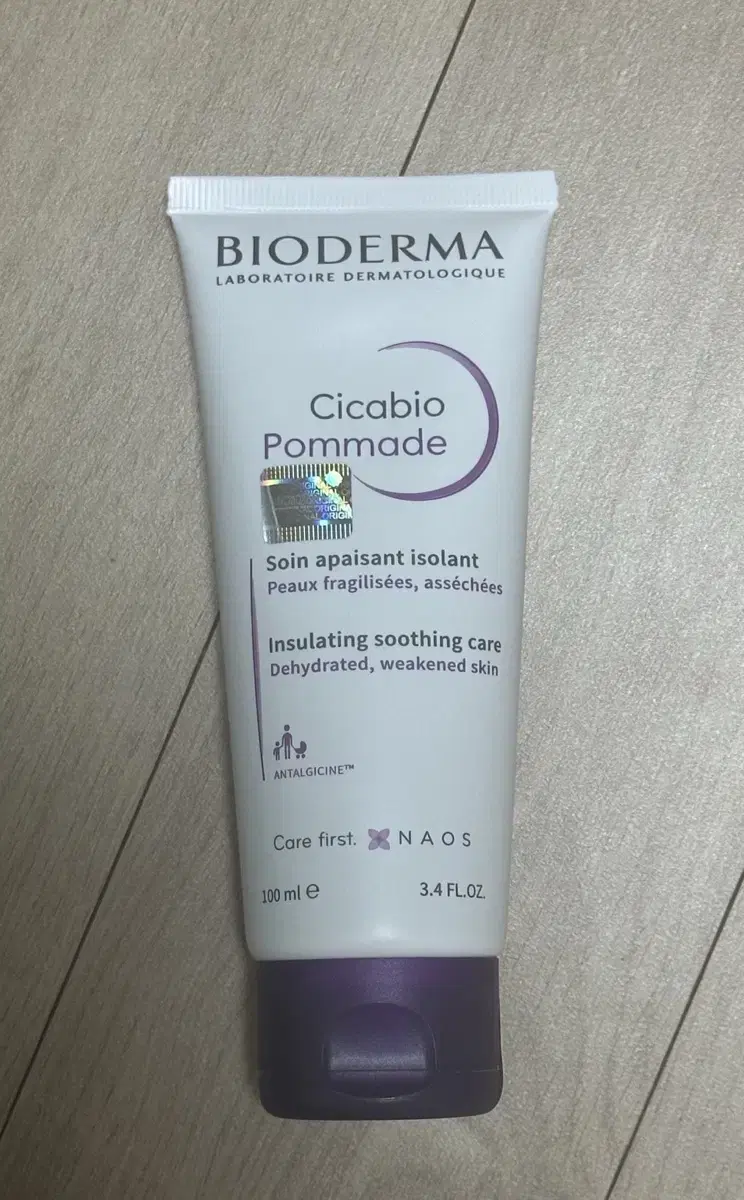 BIODERMA
LABORATOIRE DERMATOLOGIQUE
Cicabio
Pommade
ORIGINAL
Soin apaisant isolant
Peaux fragilisées, asséchées
Insulating soothing care
Dehydrated, weakened skin
ANTALGICINE™
Care first. NAOS
100 ml ℮ 3.4 FL.OZ.